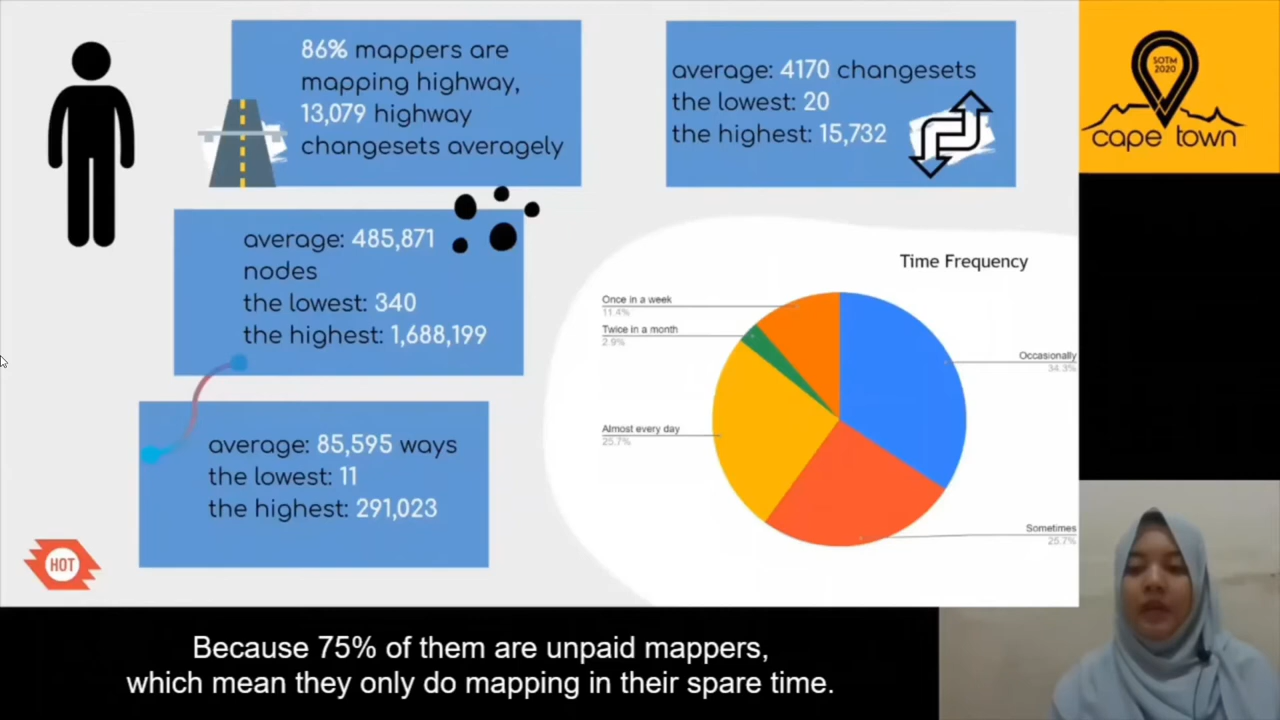 86% mappers are
mapping highway,
13,079 highway
changesets averagely
average: 4170 changesets
the lowest: 20
the highest: 15,732
SOTM
2020
cape town
average: 485,871
nodes
the lowest: 340
the highest: 1,688,199
average: 85,595 ways
the lowest: 11
the highest: 291,023
Time Frequency
Once in a week
11.4%
Twice in a month
2.9%
Occasionally
34.3%
Almost every day
25.7%
Sometimes
25.7%
HOT
Because 75% of them are unpaid mappers,
which mean they only do mapping in their spare time.